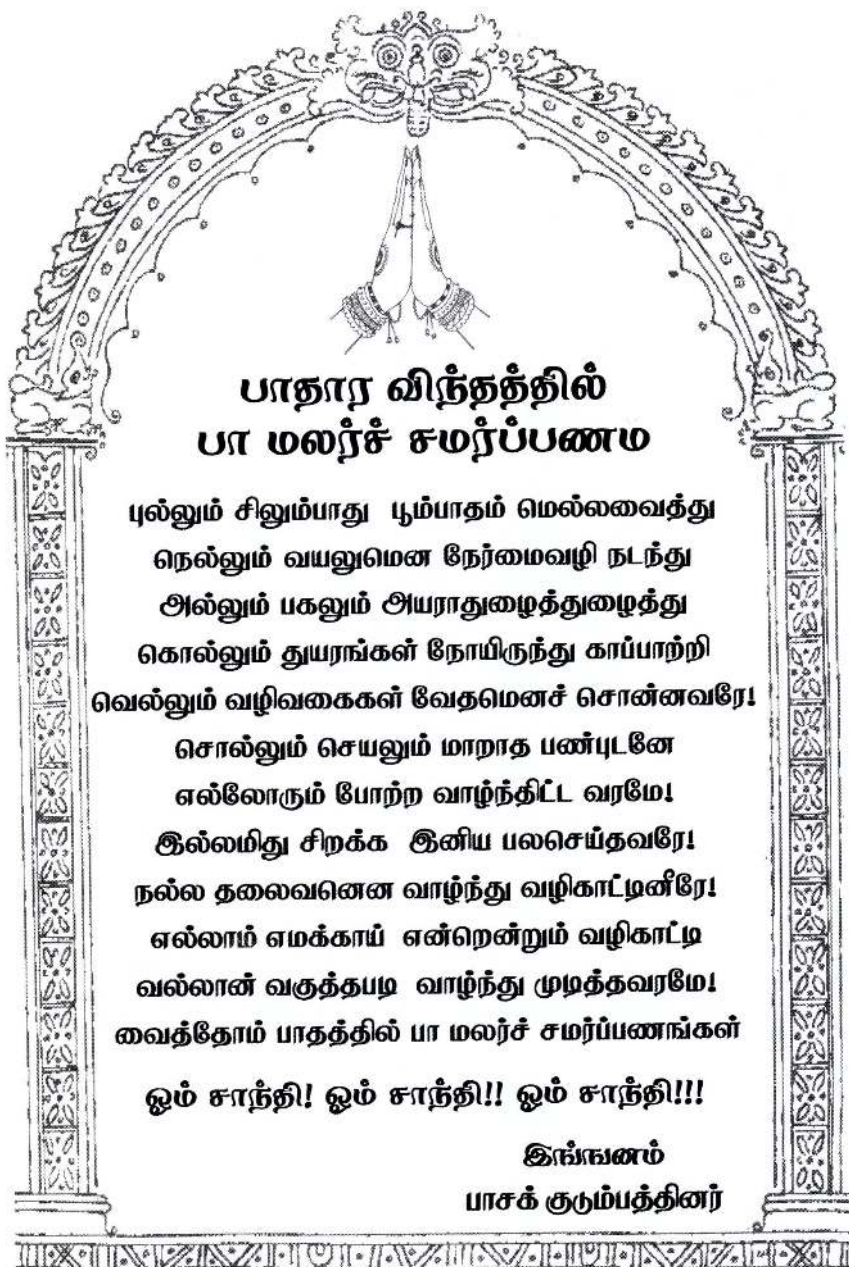 பாதார விந்தத்தில்
பா மலர்ச் சமர்ப்பணம
புல்லும் சிலும்பாது பூம்பாதம் மெல்லவைத்து
நெல்லும் வயலுமென நேர்மைவழி நடந்து
அல்லும் பகலும் அயராதுழைத்துழைத்து
கொல்லும் துயரங்கள் நோயிருந்து காப்பாற்றி
வெல்லும் வழிவகைகள் வேதமெனச் சொன்னவரே!
சொல்லும் செயலும் மாறாத பண்புடனே
எல்லோரும் போற்ற வாழ்ந்திட்ட வரமே!
இல்லமிது சிறக்க இனிய பலசெய்தவரே!
நல்ல தலைவனென வாழ்ந்து வழிகாட்டினீரே!
எல்லாம் எமக்காய் என்றென்றும் வழிகாட்டி
வல்லான் வகுத்தபடி வாழ்ந்து முடித்தவரமே!
வைத்தோம் பாதத்தில் பா மலர்ச் சமர்ப்பணங்கள்
ஓம் சாந்தி! ஓம் சாந்தி!! ஓம் சாந்தி!!!
இங்ஙனம்
பாசக் குடும்பத்தினர்